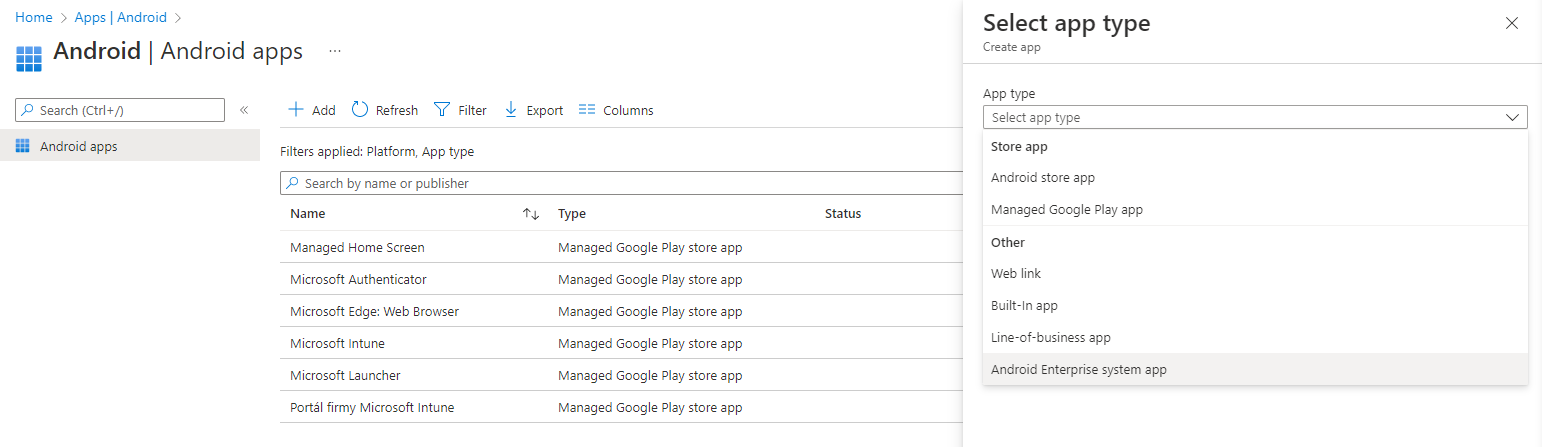 Home > Apps | Android >
Android | Android apps ...
Search (Ctrl+/) «
Android apps
Add Refresh Filter Export Columns
Filters applied: Platform, App type
Search by name or publisher
Name ↑↓ Type Status
Managed Home Screen Managed Google Play store app
Microsoft Authenticator Managed Google Play store app
Microsoft Edge: Web Browser Managed Google Play store app
Microsoft Intune Managed Google Play store app
Microsoft Launcher Managed Google Play store app
Portál firmy Microsoft Intune Managed Google Play store app
Select app type
Create app
App type
Select app type
Store app
Android store app
Managed Google Play app
Other
Web link
Built-In app
Line-of-business app
Android Enterprise system app